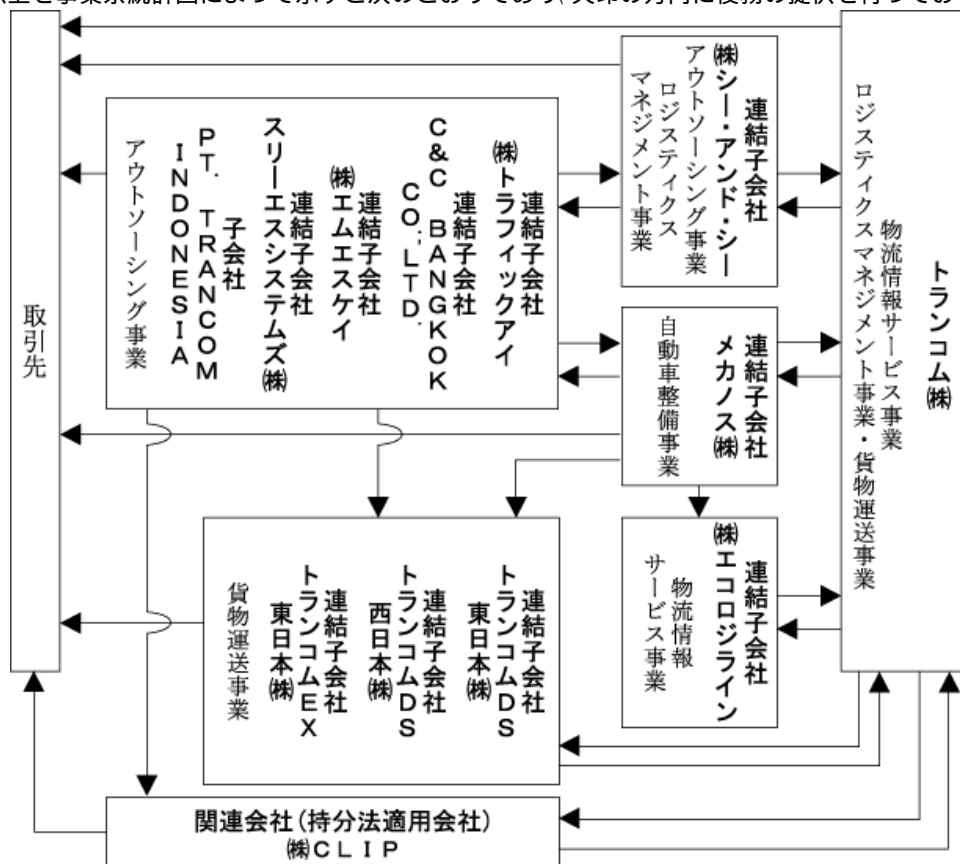 以上を事業系統図によって示すと次のとおりであり、矢印の方向に役務の提供を行ってお
トランコム㈱
物流情報サービス事業
ロジスティクスマネジメント事業・貨物運送事業
連結子会社
㈱シー・アンド・シー
アウトソーシング事業
ロジスティクス
マネジメント事業
連結子会社
メカノス㈱
自動車整備事業
連結子会社
㈱エコロジライン
物流情報
サービス事業
連結子会社
㈱トラフィックアイ
連結子会社
C&C BANGKOK
CO.,LTD.
連結子会社
㈱エムエスケイ
連結子会社
スリーエスシステムズ㈱
子会社
PT. TRANCOM
INDONESIA
アウトソーシング事業
連結子会社
トランコムDS
東日本㈱
連結子会社
トランコムDS
西日本㈱
連結子会社
トランコムEX
東日本㈱
貨物運送事業
取引先
関連会社(持分法適用会社)
㈱CLIP